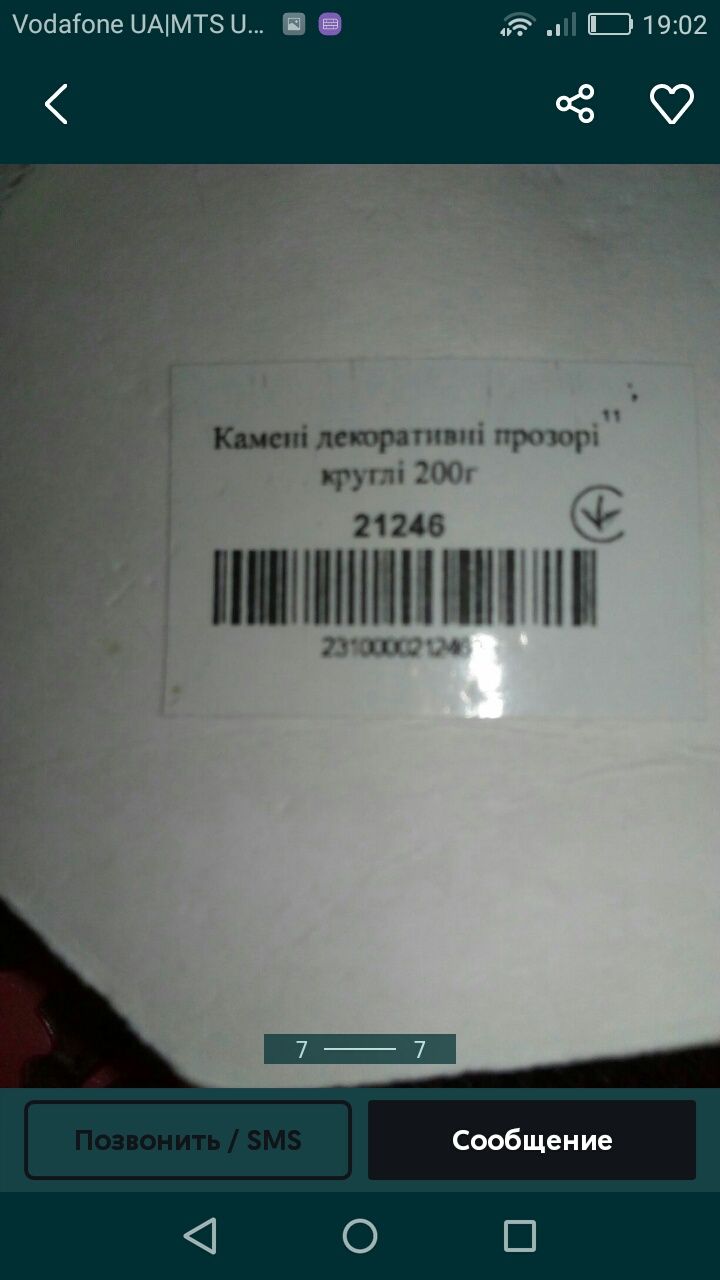 Vodafone UA|MTS U...
19:02
Камені декоративні прозорі
круглі 200г
21246
7 7
Позвонить / SMS
Сообщение